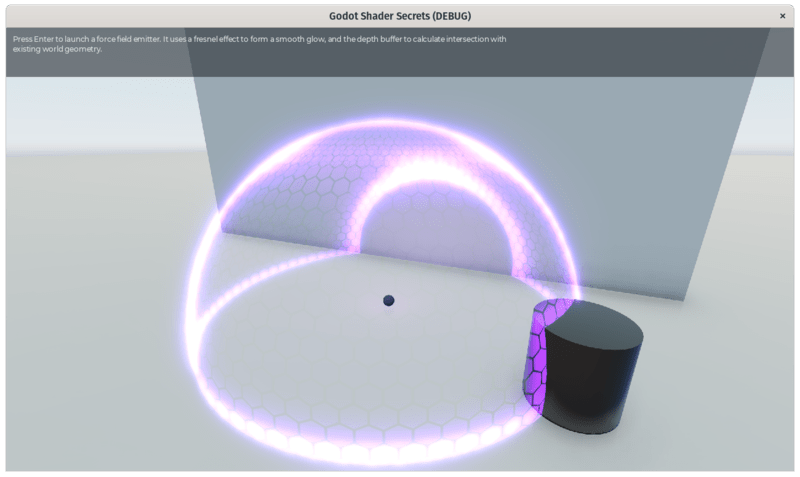 Godot Shader Secrets (DEBUG)
×
Press Enter to launch a force field emitter. It uses a fresnel effect to form a smooth glow, and the depth buffer to calculate intersection with
existing world geometry.